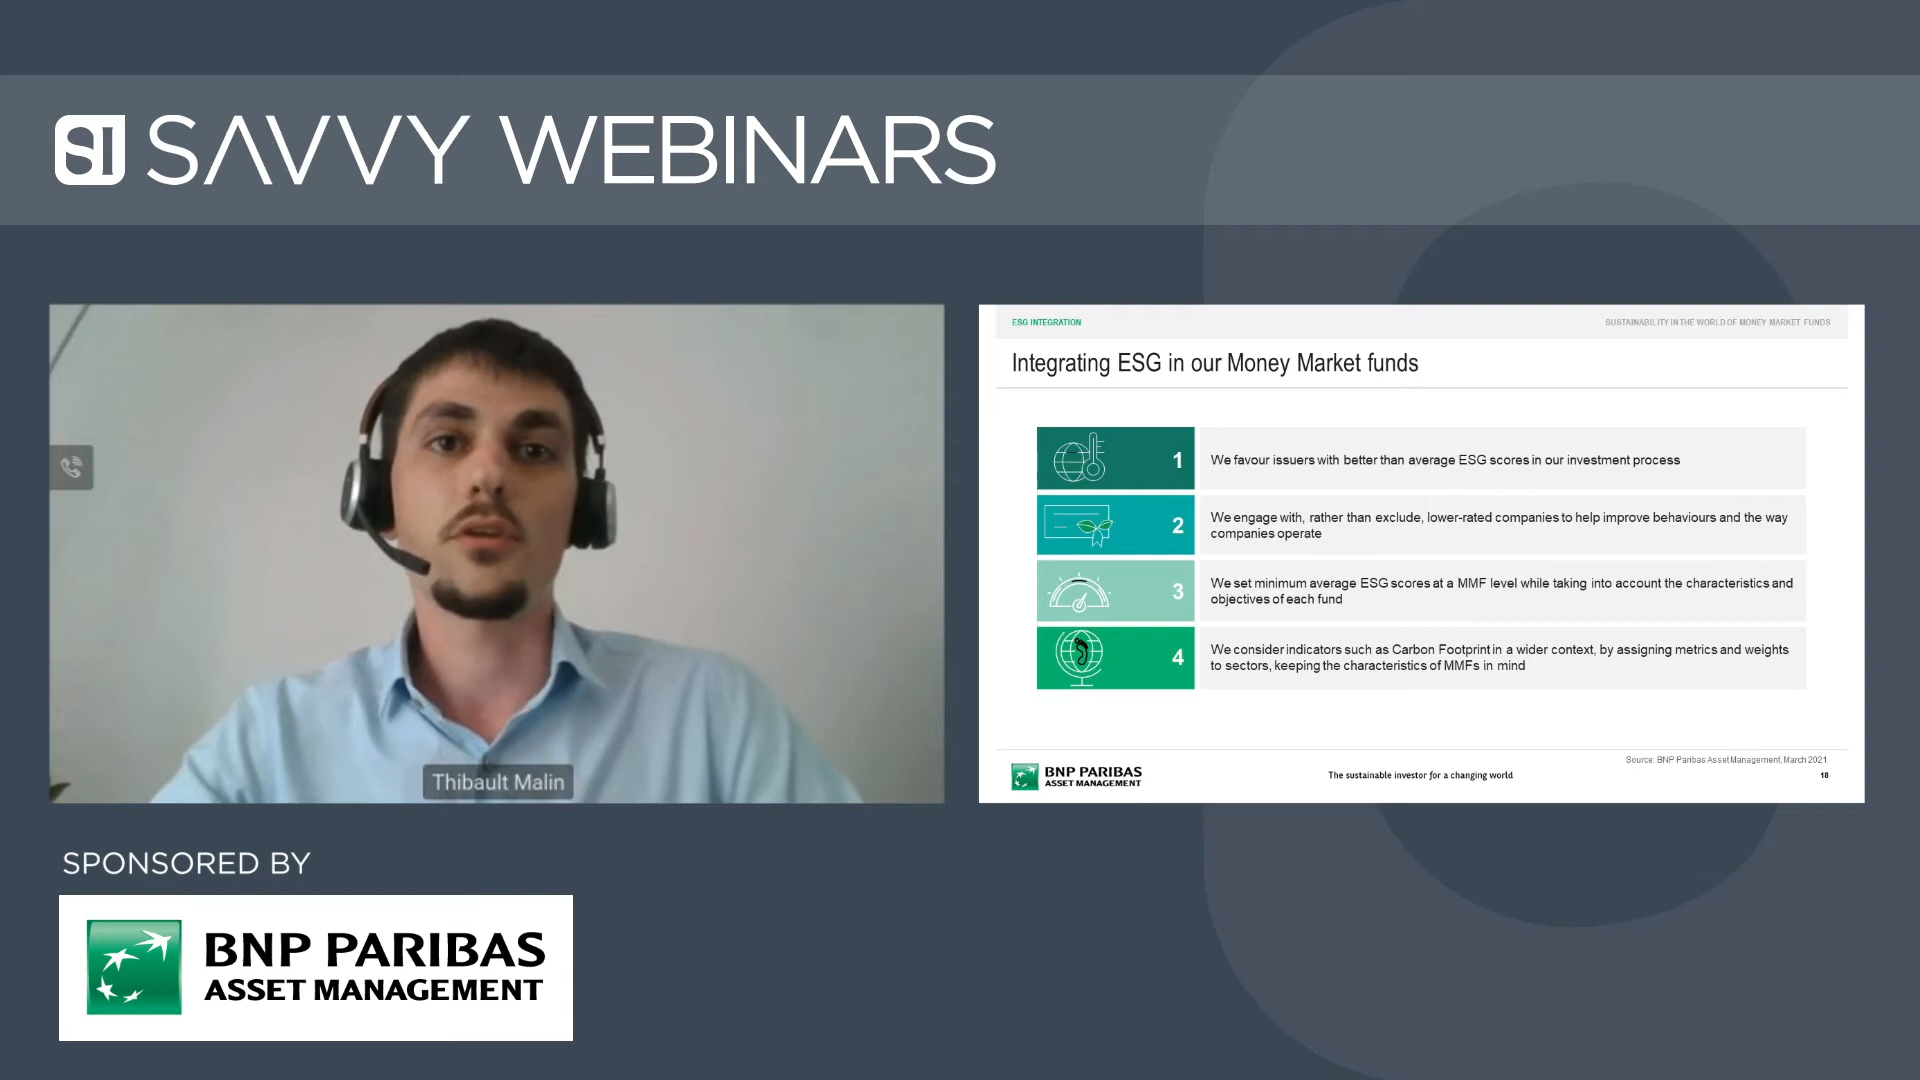 SI SAVVY WEBINARS
Thibault Malin
ESG INTEGRATION
SUSTAINABILITY IN THE WORLD OF MONEY MARKET FUNDS
Integrating ESG in our Money Market funds
1
We favour issuers with better than average ESG scores in our investment process
2
We engage with, rather than exclude, lower-rated companies to help improve behaviours and the way
companies operate
3
We set minimum average ESG scores at a MMF level while taking into account the characteristics and
objectives of each fund
4
We consider indicators such as Carbon Footprint in a wider context, by assigning metrics and weights
to sectors, keeping the characteristics of MMFs in mind
Source: BNP Paribas Asset Management, March 2021
BNP PARIBAS
ASSET MANAGEMENT
The sustainable investor for a changing world
18
SPONSORED BY
BNP PARIBAS
ASSET MANAGEMENT